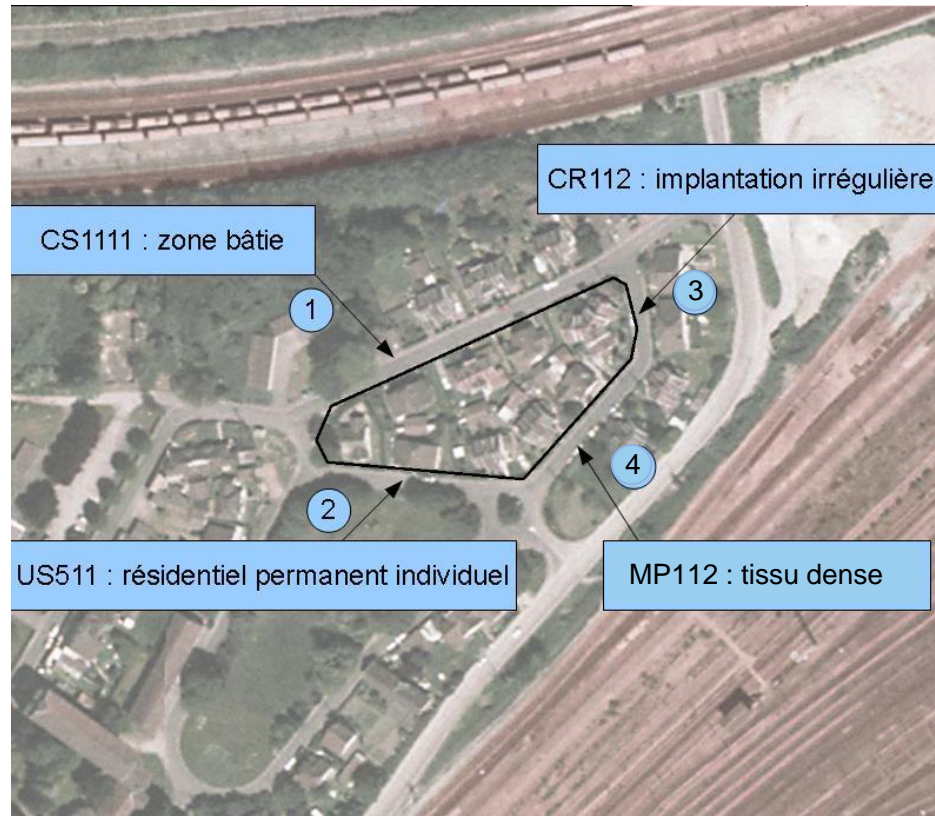 CR112 : implantation irrégulière
CS1111 : zone bâtie
1
3
4
2
US511 : résidentiel permanent individuel
MP112 : tissu dense